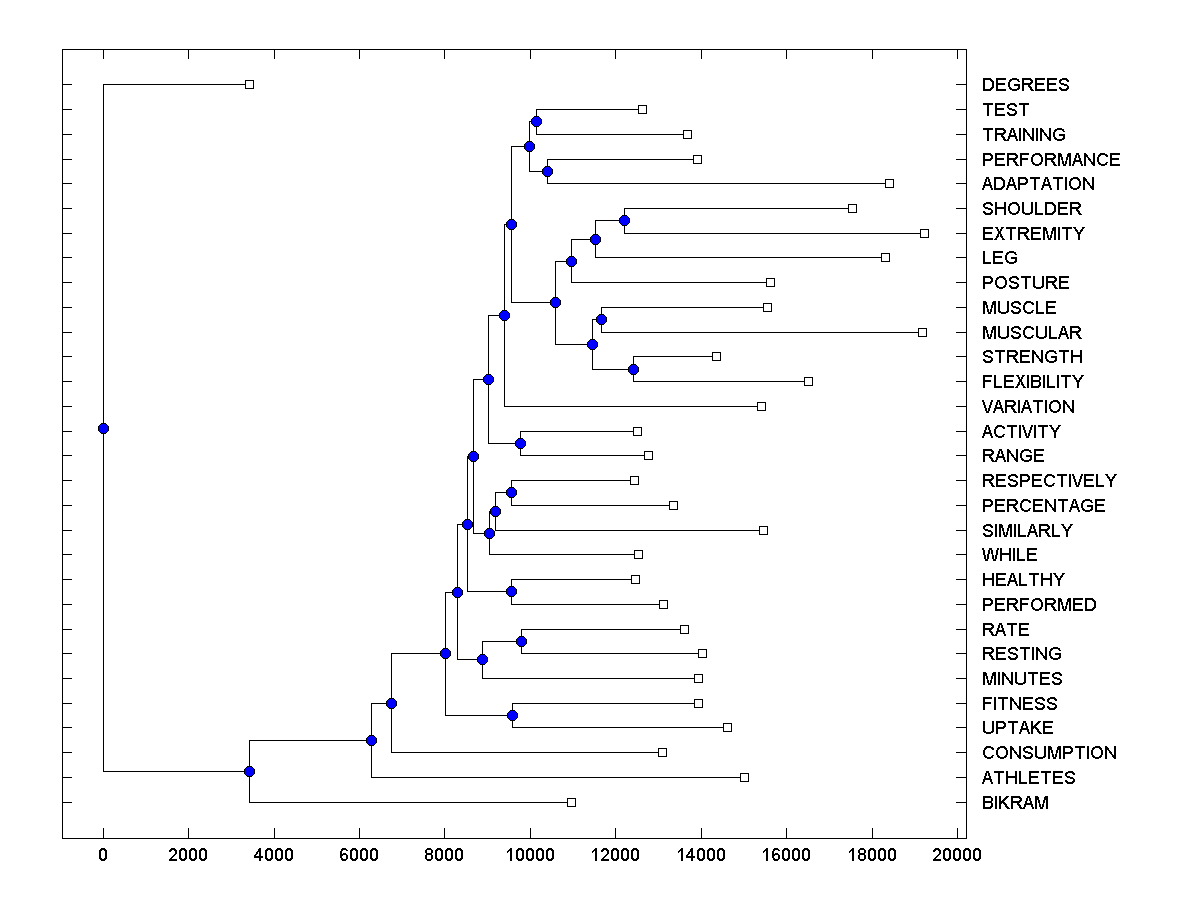 DEGREES
TEST
TRAINING
PERFORMANCE
ADAPTATION
SHOULDER
EXTREMITY
LEG
POSTURE
MUSCLE
MUSCULAR
STRENGTH
FLEXIBILITY
VARIATION
ACTIVITY
RANGE
RESPECTIVELY
PERCENTAGE
SIMILARLY
WHILE
HEALTHY
PERFORMED
RATE
RESTING
MINUTES
FITNESS
UPTAKE
CONSUMPTION
ATHLETES
BIKRAM
0 2000 4000 6000 8000 10000 12000 14000 16000 18000 20000